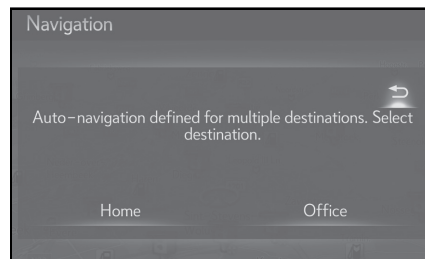 Navigation
Auto-navigation defined for multiple destinations. Select
destination.
Home
Office